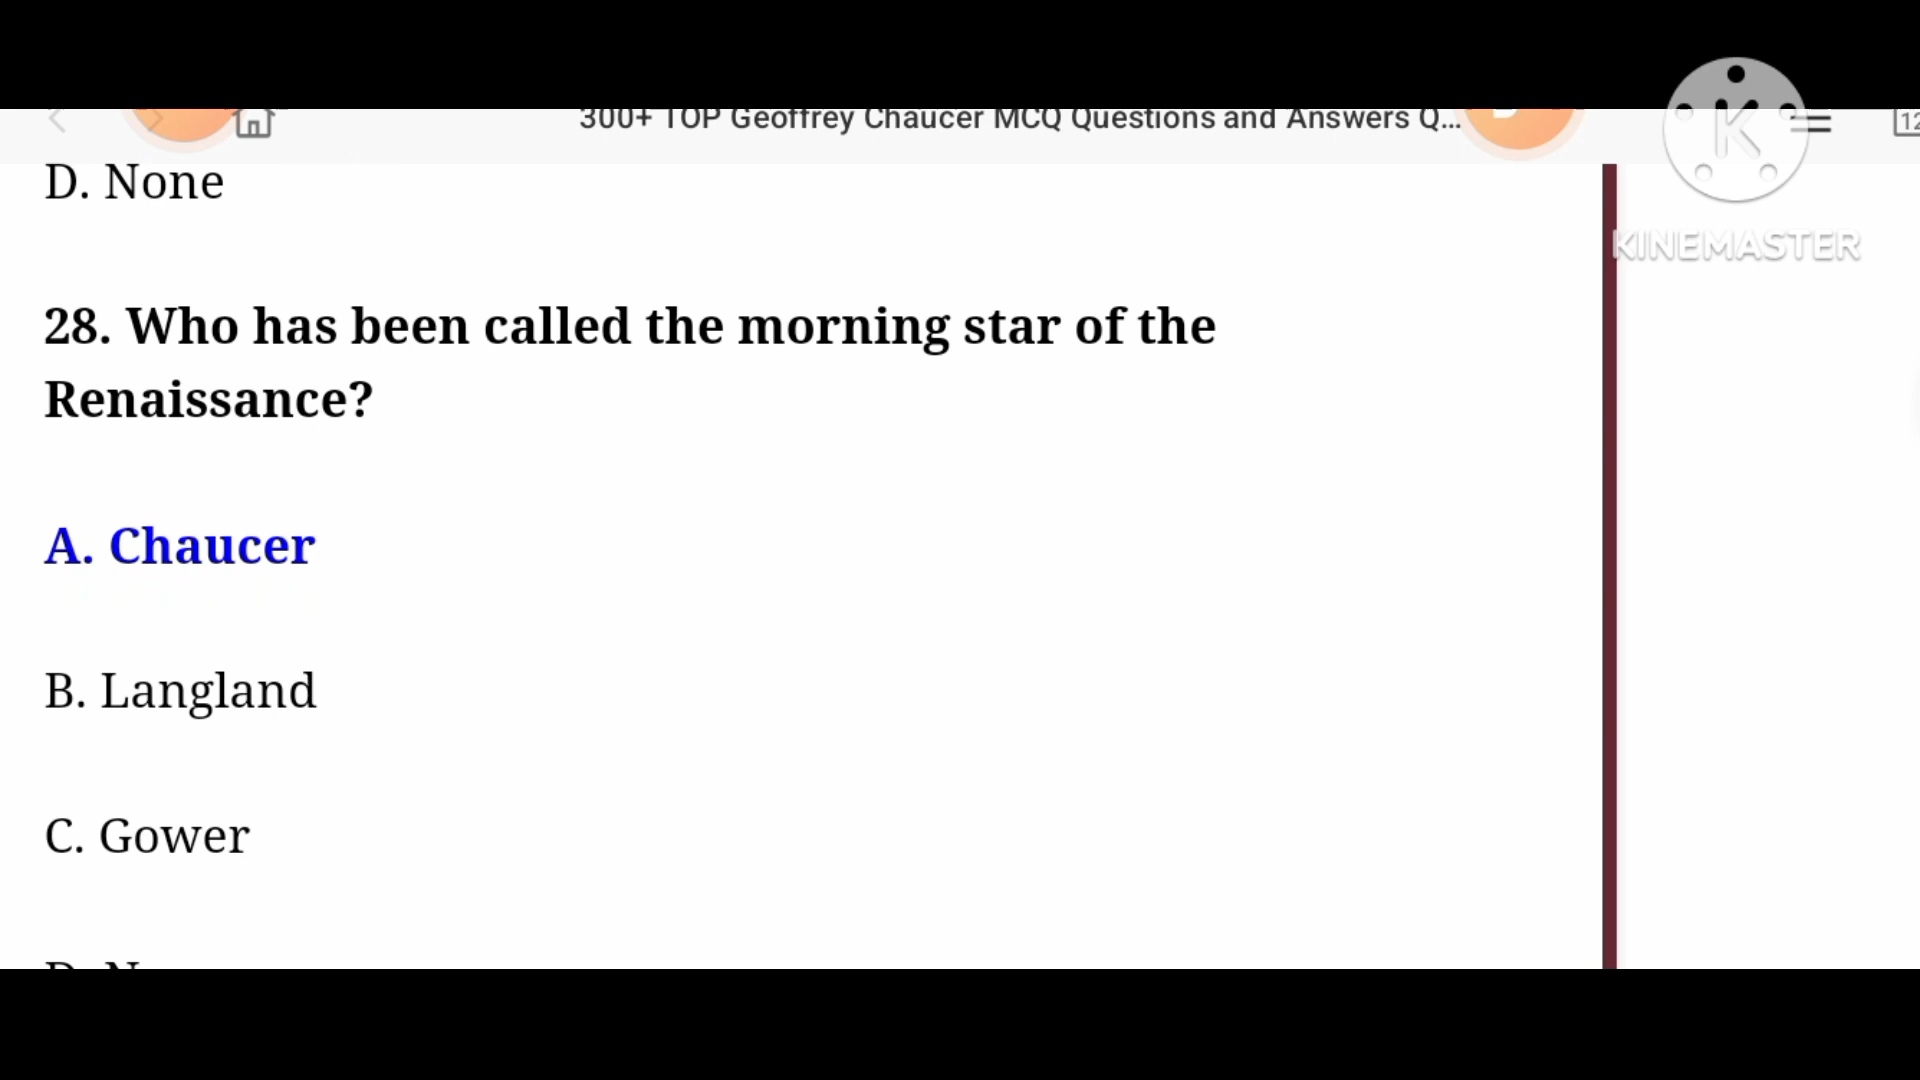 300+ TOP Geoffrey Chaucer MCQ Questions and Answers Q...
12
K
KINEMASTER
D. None
28. Who has been called the morning star of the
Renaissance?
A. Chaucer
B. Langland
C. Gower